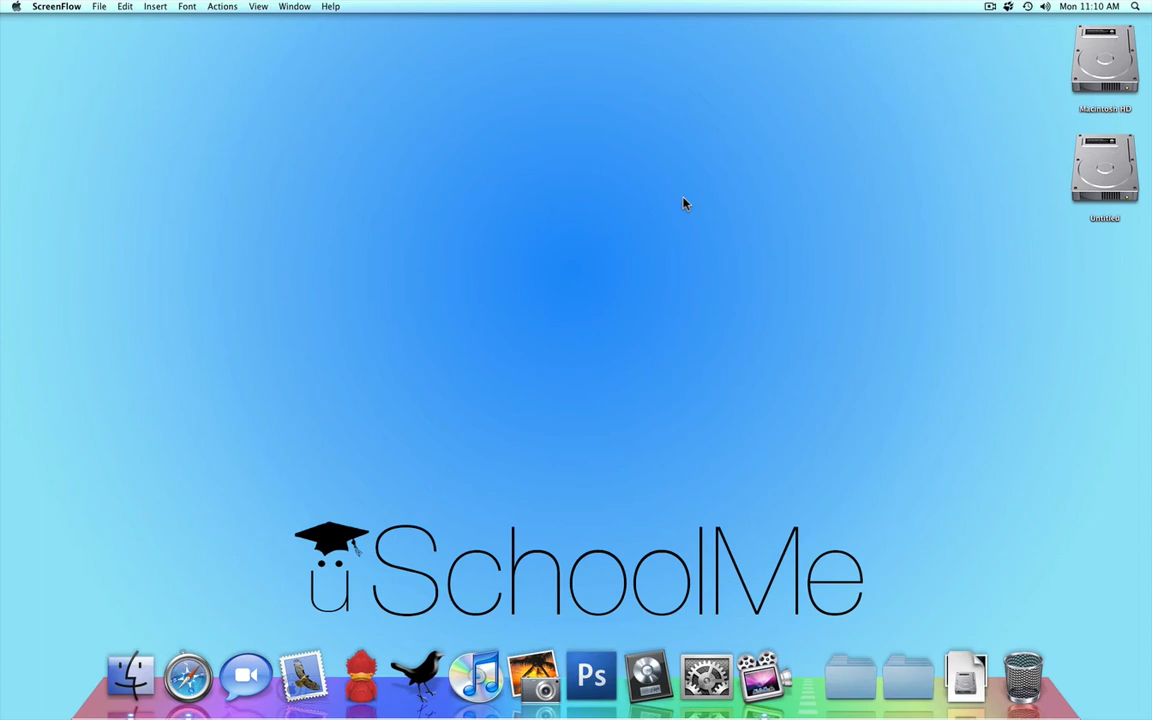 ScreenFlow File Edit Insert Font Actions View Window Help Mon 11:10 AM
Macintosh HD
Untitled
üSchoolMe
Ps